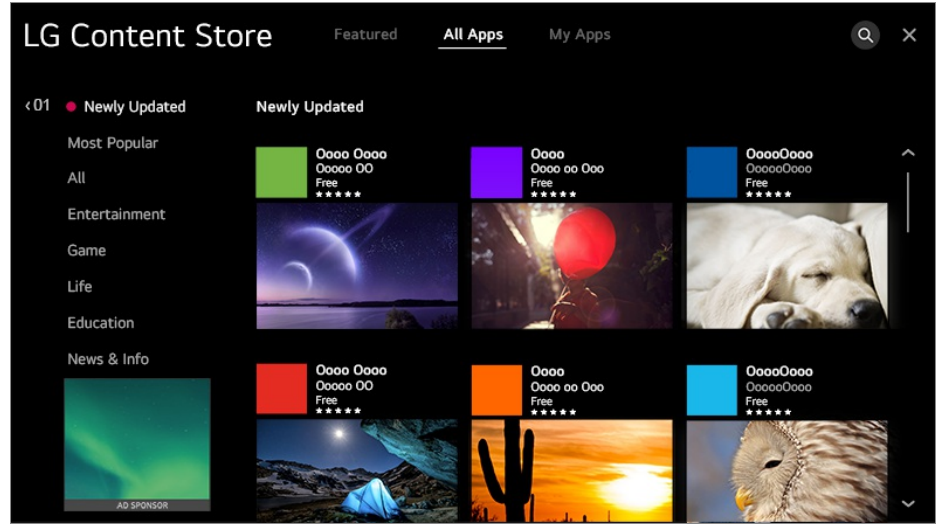 LG Content Store
Featured
All Apps
My Apps
‹01
Newly Updated
Most Popular
All
Entertainment
Game
Life
Education
News & Info
AD SPONSOR
Newly Updated
Oooo Oooo
Ooooo OO
Free
★★★★★
Oooo
Oooo oo Ooo
Free
★★★★★
OoooOooo
OooooOooo
Free
★★★★★
Oooo Oooo
Ooooo OO
Free
★★★★★
Oooo
Oooo oo Ooo
Free
★★★★★
OoooOooo
OooooOooo
Free
★★★★★